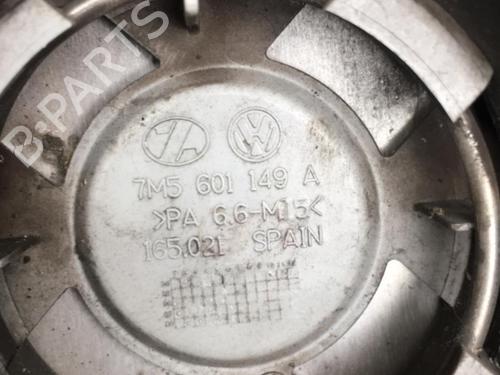 B-PARTS
7M5 601 149 A
>PA 6.6-M15<
165.021 SPAIN